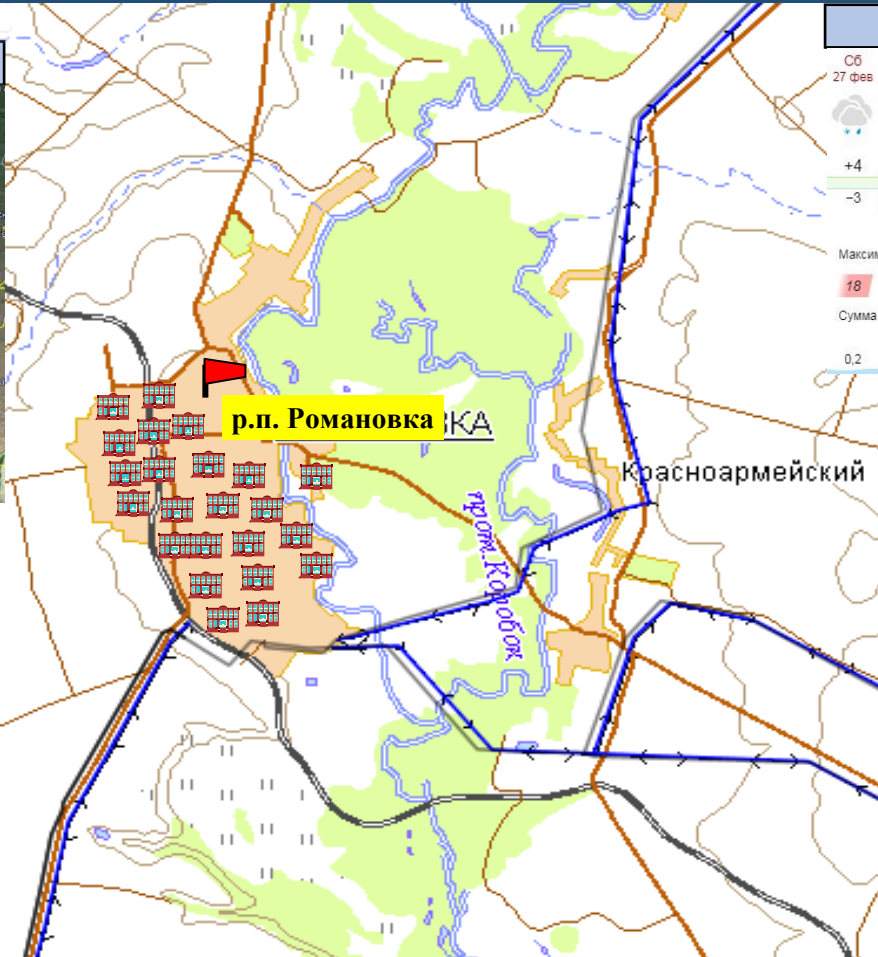 Сб
27 фев
+4
−3
Максим
18
Сумма
0,2
р.п. Романовка
ВКА
Красноармейский
прот. Коробок